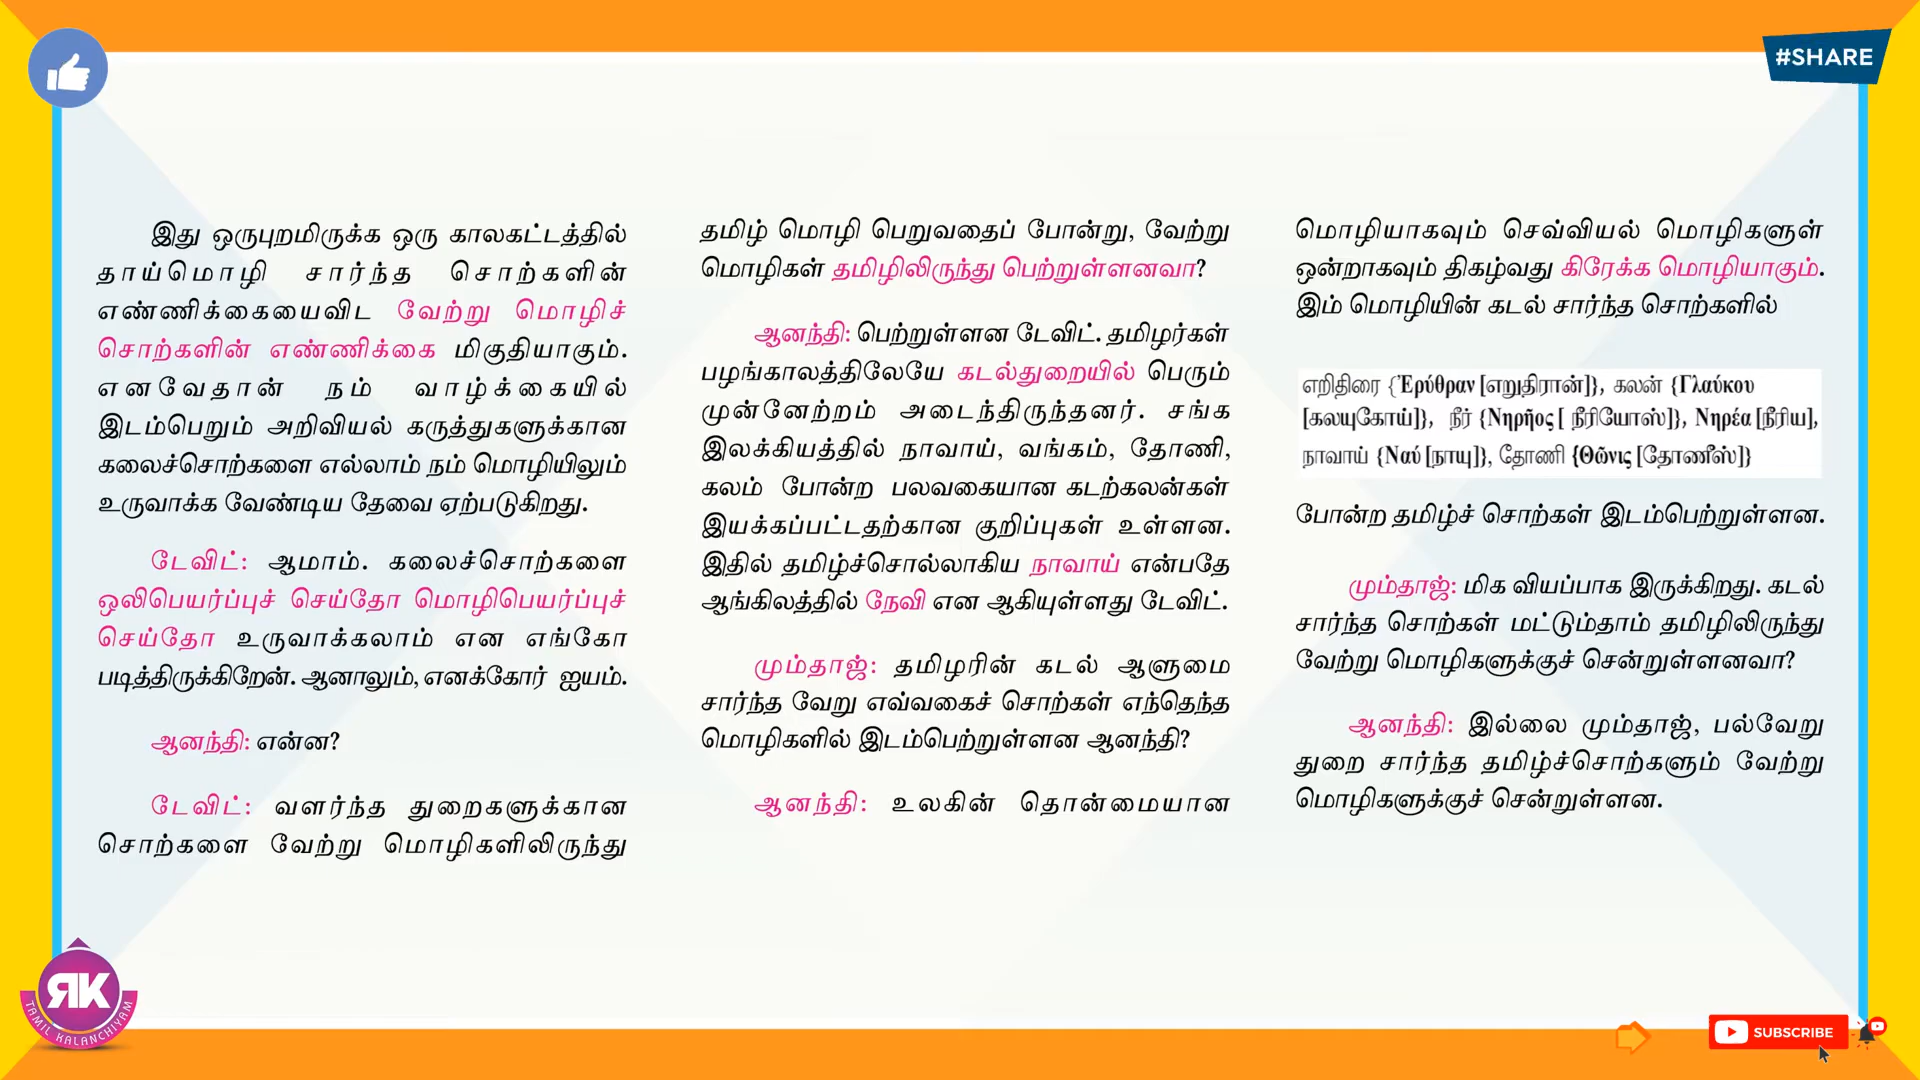 #SHARE
இது ஒருபுறமிருக்க ஒரு காலகட்டத்தில்
தாய்மொழி சார்ந்த சொற்களின்
எண்ணிக்கையைவிட வேற்று மொழிச்
சொற்களின் எண்ணிக்கை மிகுதியாகும்.
எனவேதான் நம் வாழ்க்கையில்
இடம்பெறும் அறிவியல் கருத்துகளுக்கான
கலைச்சொற்களை எல்லாம் நம் மொழியிலும்
உருவாக்க வேண்டிய தேவை ஏற்படுகிறது.
டேவிட்: ஆமாம். கலைச்சொற்களை
ஒலிபெயர்ப்புச் செய்தோ மொழிபெயர்ப்புச்
செய்தோ உருவாக்கலாம் என எங்கோ
படித்திருக்கிறேன். ஆனாலும், எனக்கோர் ஐயம்.
ஆனந்தி: என்ன?
டேவிட்: வளர்ந்த துறைகளுக்கான
சொற்களை வேற்று மொழிகளிலிருந்து
தமிழ் மொழி பெறுவதைப் போன்று, வேற்று
மொழிகள் தமிழிலிருந்து பெற்றுள்ளனவா?
ஆனந்தி: பெற்றுள்ளன டேவிட். தமிழர்கள்
பழங்காலத்திலேயே கடல்துறையில் பெரும்
முன்னேற்றம் அடைந்திருந்தனர். சங்க
இலக்கியத்தில் நாவாய், வங்கம், தோணி,
கலம் போன்ற பலவகையான கடற்கலன்கள்
இயக்கப்பட்டதற்கான குறிப்புகள் உள்ளன.
இதில் தமிழ்ச்சொல்லாகிய நாவாய் என்பதே
ஆங்கிலத்தில் நேவி என ஆகியுள்ளது டேவிட்.
மும்தாஜ்: தமிழரின் கடல் ஆளுமை
சார்ந்த வேறு எவ்வகைச் சொற்கள் எந்தெந்த
மொழிகளில் இடம்பெற்றுள்ளன ஆனந்தி?
ஆனந்தி: உலகின் தொன்மையான
மொழியாகவும் செவ்வியல் மொழிகளுள்
ஒன்றாகவும் திகழ்வது கிரேக்க மொழியாகும்.
இம் மொழியின் கடல் சார்ந்த சொற்களில்
எறிதிரை {Ἐρύθραν [எறுதிரான்]}, கலன் {Γλαύκου
[கலயுகோய்]}, நீர் {Νηρῆος [ நீரியோஸ்]}, Νηρέα [நீரிய],
நாவாய் {Ναύ [நாயு]}, தோணி {Θῶνις [தோணீஸ்]}
போன்ற தமிழ்ச் சொற்கள் இடம்பெற்றுள்ளன.
மும்தாஜ்: மிக வியப்பாக இருக்கிறது. கடல்
சார்ந்த சொற்கள் மட்டும்தாம் தமிழிலிருந்து
வேற்று மொழிகளுக்குச் சென்றுள்ளனவா?
ஆனந்தி: இல்லை மும்தாஜ், பல்வேறு
துறை சார்ந்த தமிழ்ச்சொற்களும் வேற்று
மொழிகளுக்குச் சென்றுள்ளன.
RK
TAMIL KALANCHIYAM
SUBSCRIBE